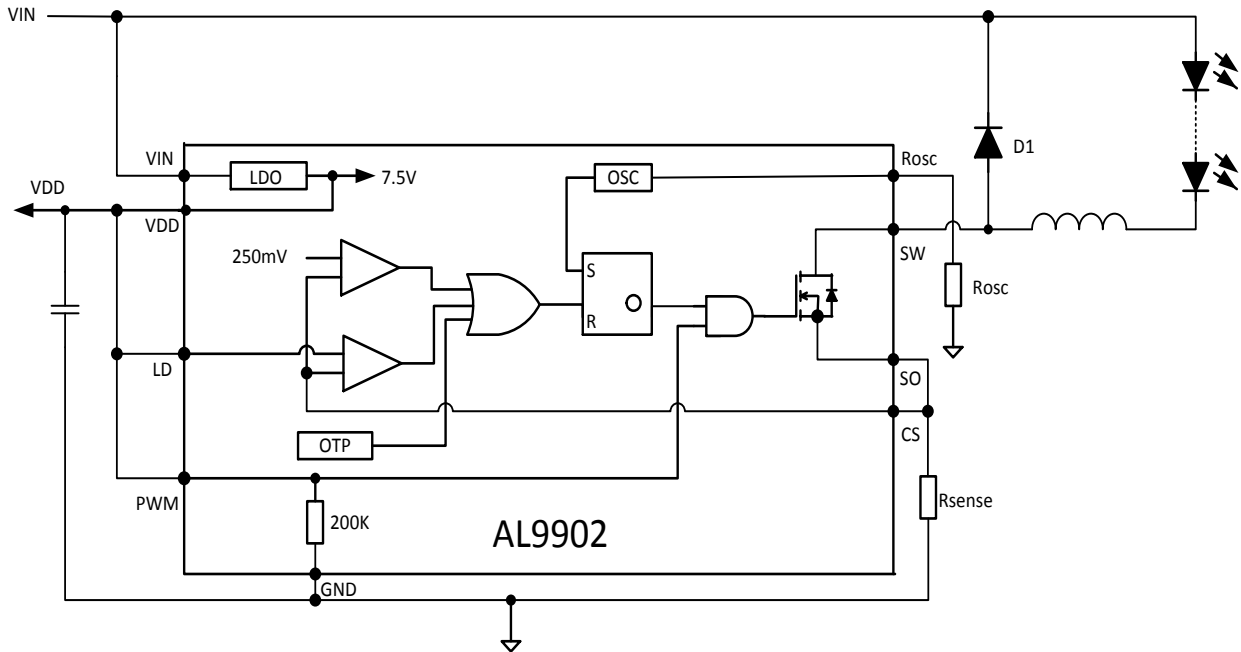 VIN
VIN
LDO
7.5V
OSC
Rosc
D1
VDD
VDD
250mV
S
R
O
SW
Rosc
LD
SO
CS
OTP
PWM
200K
Rsense
AL9902
GND